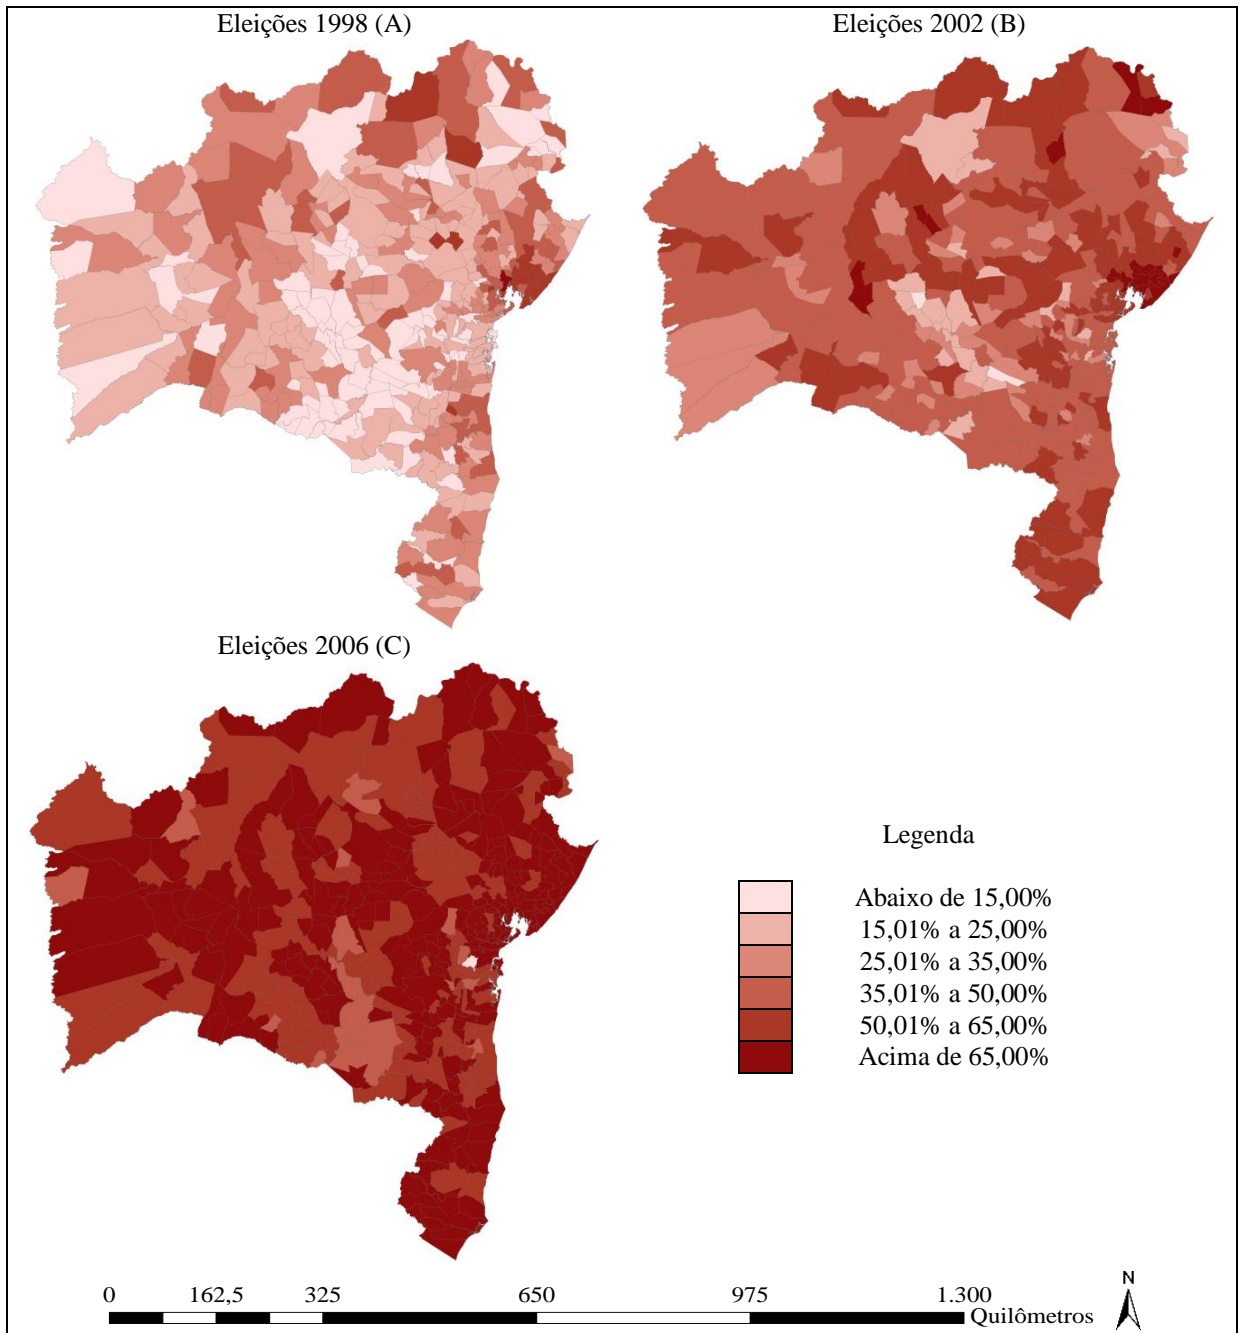 Eleições 1998 (A)
Eleições 2002 (B)
Eleições 2006 (C)
Legenda
Abaixo de 15,00%
15,01% a 25,00%
25,01% a 35,00%
35,01% a 50,00%
50,01% a 65,00%
Acima de 65,00%
0 162,5 325 650 975 1.300
Quilômetros
N